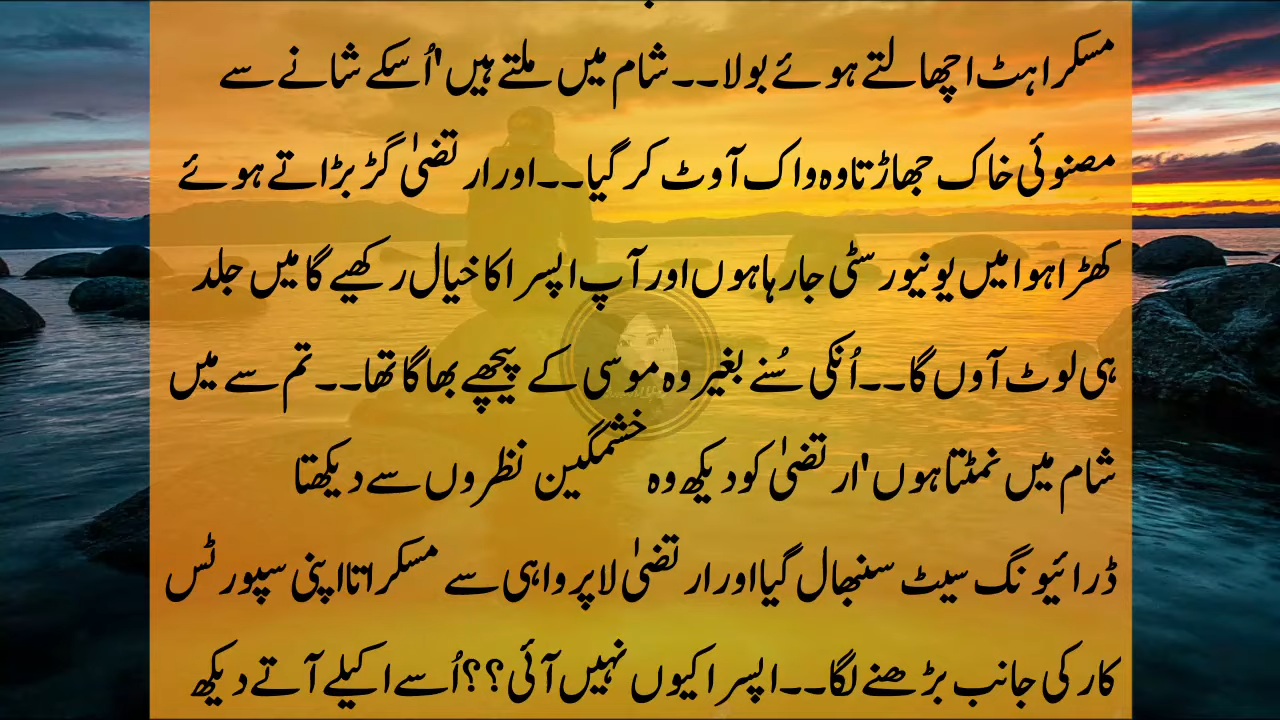 مسکراہٹ اچھالتے ہوئے بولا۔۔شام میں ملتے ہیں'اُسکے شانے سے
مصنوئی خاک جھاڑتا وہ واک آوٹ کر گیا۔۔اور ارتضیٰ گڑبڑاتے ہوئے
کھڑا ہوا میں یونیورسٹی جا رہا ہوں اور آپ اپسرا کا خیال رکھیے گا میں جلد
ہی لوٹ آوں گا۔۔اُنکی سُنے بغیر وہ موسی کے پیچھے بھاگا تھا۔۔تم سے میں
شام میں نمٹتا ہوں'ارتضیٰ کو دیکھ وہ خشمگین نظروں سے دیکھتا
ڈرائیونگ سیٹ سنبھال گیا اور ارتضیٰ لاپرواہی سے مسکراتا اپنی سپورٹس
کار کی جانب بڑھنے لگا۔۔اپسرا کیوں نہیں آئی؟؟اُسے اکیلے آتے دیکھ